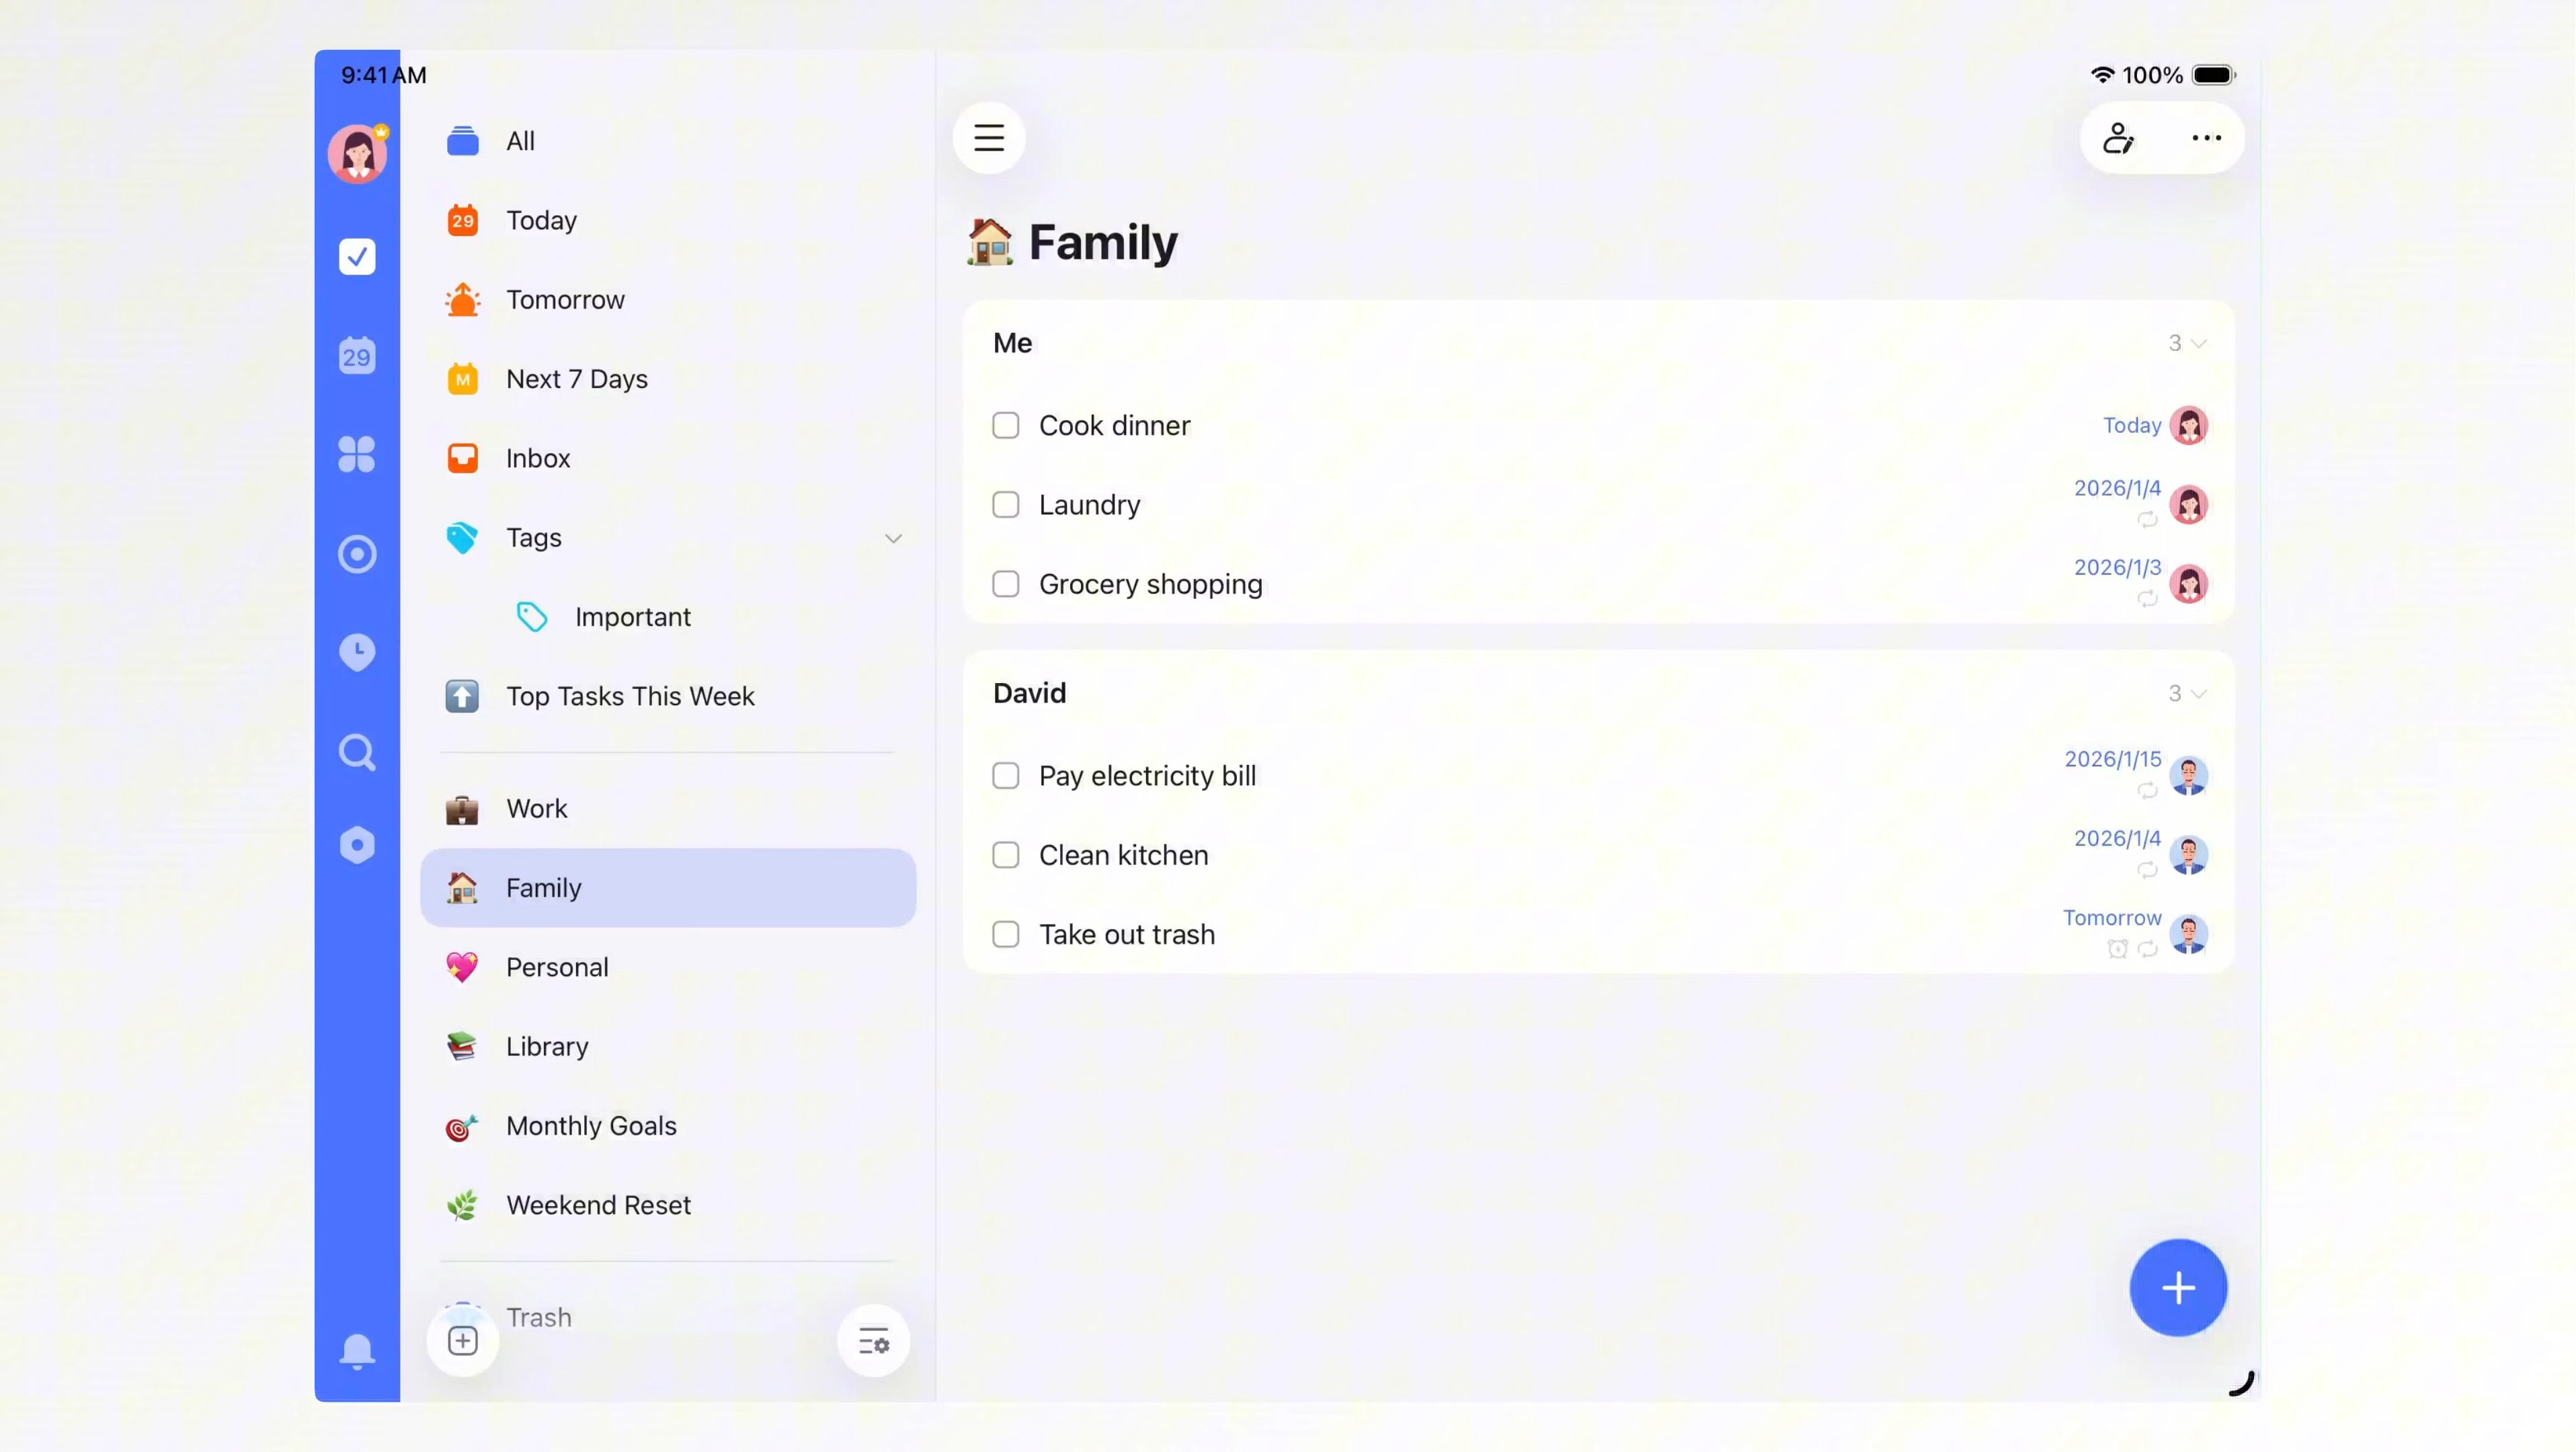 9:41 AM
100%
All
29
Today
Tomorrow
M
Next 7 Days
29
Inbox
Tags
Important
Top Tasks This Week
Work
Family
Personal
Library
Monthly Goals
Weekend Reset
Trash
Family
Me
3
Cook dinner
Today
Laundry
2026/1/4
Grocery shopping
2026/1/3
David
3
Pay electricity bill
2026/1/15
Clean kitchen
2026/1/4
Take out trash
Tomorrow